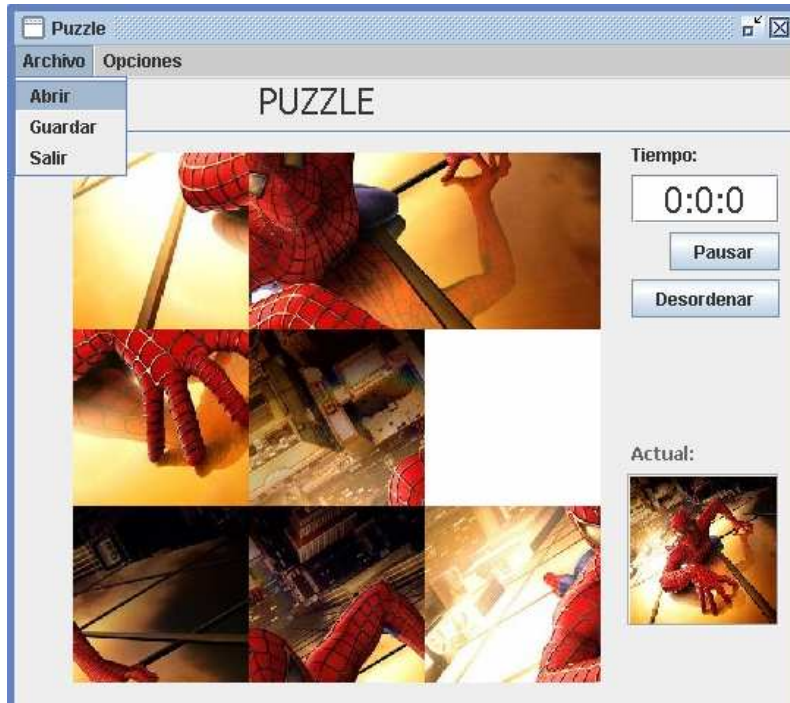 Puzzle
Archivo Opciones
Abrir
Guardar
Salir
PUZZLE
Tiempo:
0:0:0
Pausar
Desordenar
Actual: